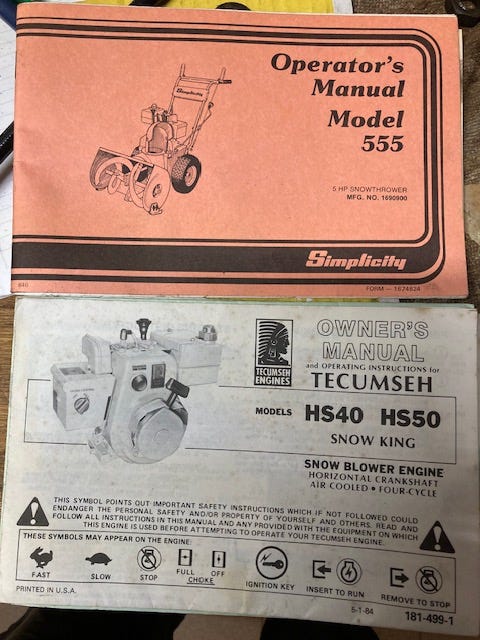 Operator's
Manual
Model
555
Simplicity
5 HP SNOWTHROWER
MFG. NO. 1690900
Simplicity
FORM — 1674824
TECUMSEH
ENGINES
OWNER'S
MANUAL
and OPERATING INSTRUCTIONS for
TECUMSEH
MODELS HS40 HS50
SNOW KING
SNOW BLOWER ENGINE
HORIZONTAL CRANKSHAFT
AIR COOLED • FOUR-CYCLE
THIS SYMBOL POINTS OUT IMPORTANT SAFETY INSTRUCTIONS WHICH IF NOT FOLLOWED COULD
ENDANGER THE PERSONAL SAFETY AND/OR PROPERTY OF YOURSELF AND OTHERS. READ AND
FOLLOW ALL INSTRUCTIONS IN THIS MANUAL AND ANY PROVIDED WITH THE EQUIPMENT ON WHICH
THIS ENGINE IS USED BEFORE ATTEMPTING TO OPERATE YOUR TECUMSEH ENGINE.
THESE SYMBOLS MAY APPEAR ON THE ENGINE:
FAST
SLOW
STOP
FULL OFF
CHOKE
IGNITION KEY
INSERT TO RUN
REMOVE TO STOP
PRINTED IN U.S.A.
5-1-84
181-499-1